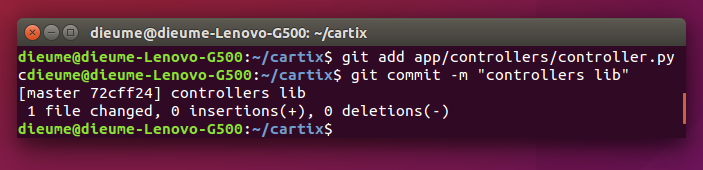 dieume@dieume-Lenovo-G500: ~/cartix
dieume@dieume-Lenovo-G500:~/cartix$ git add app/controllers/controller.py
cdieume@dieume-Lenovo-G500:~/cartix$ git commit -m "controllers lib"
[master 72cff24] controllers lib
 1 file changed, 0 insertions(+), 0 deletions(-)
dieume@dieume-Lenovo-G500:~/cartix$